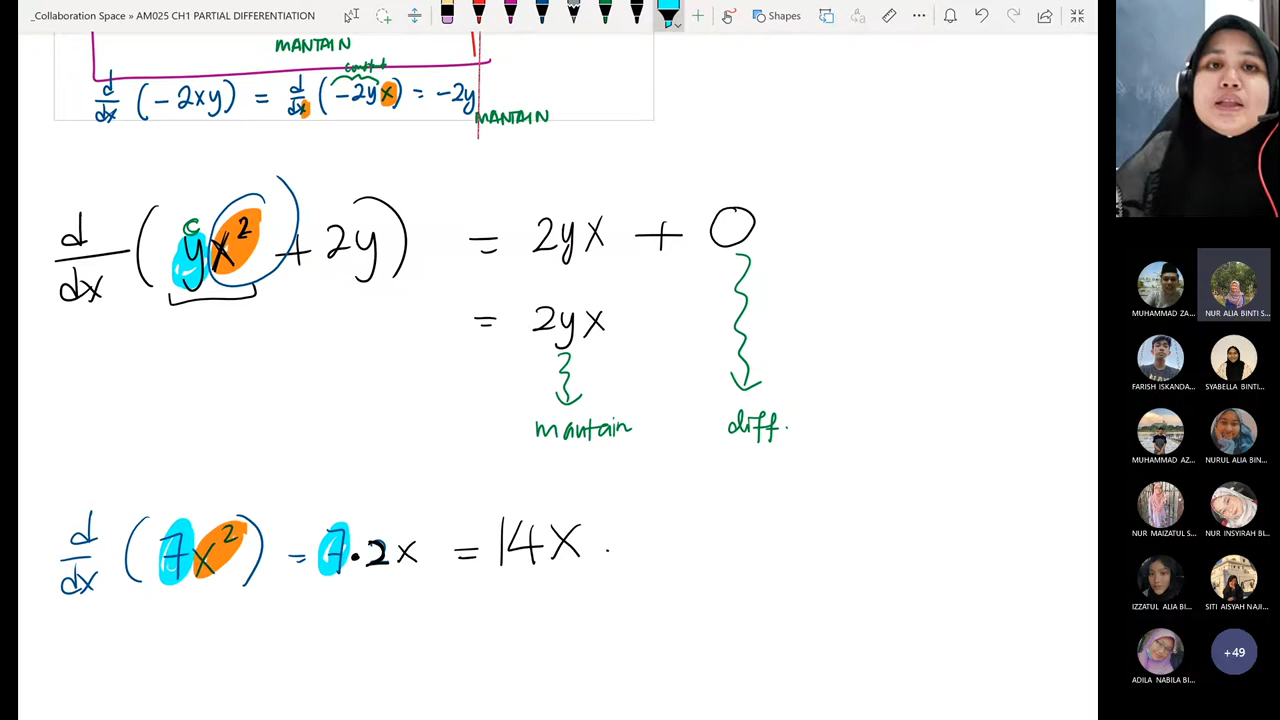 _Collaboration Space » AM025 CH1 PARTIAL DIFFERENTIATION
Shapes
MANTAIN
d/dx (-2xy) = d/dx (-2yx) = -2y
MANTAIN
c
d/dx (yx² + 2y) = 2yx + 0
= 2yx
mantain
diff.
d/dx (7x²) = 7·2x = 14x.
MUHAMMAD ZA...
NUR ALIA BINTI S...
FARISH ISKANDA...
SYABELLA BINTI...
MUHAMMAD AZ...
NURUL ALIA BIN...
NUR MAIZATUL S...
NUR INSYIRAH BI...
IZZATUL ALIA BI...
SITI AISYAH NAJI...
ADILA NABILA BI...
+49